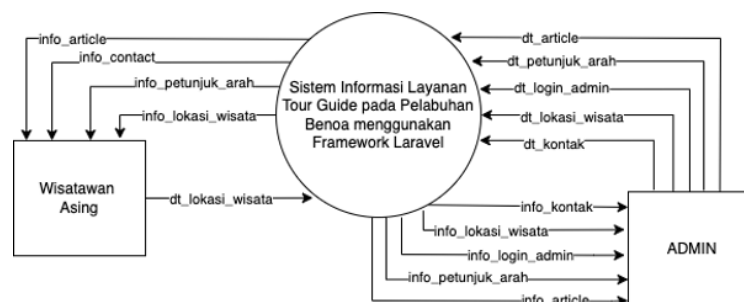 info_article
info_contact
info_petunjuk_arah
info_lokasi_wisata
Wisatawan
Asing
dt_lokasi_wisata
Sistem Informasi Layanan
Tour Guide pada Pelabuhan
Benoa menggunakan
Framework Laravel
dt_article
dt_petunjuk_arah
dt_login_admin
dt_lokasi_wisata
dt_kontak
info_kontak
info_lokasi_wisata
info_login_admin
info_petunjuk_arah
info_article
ADMIN